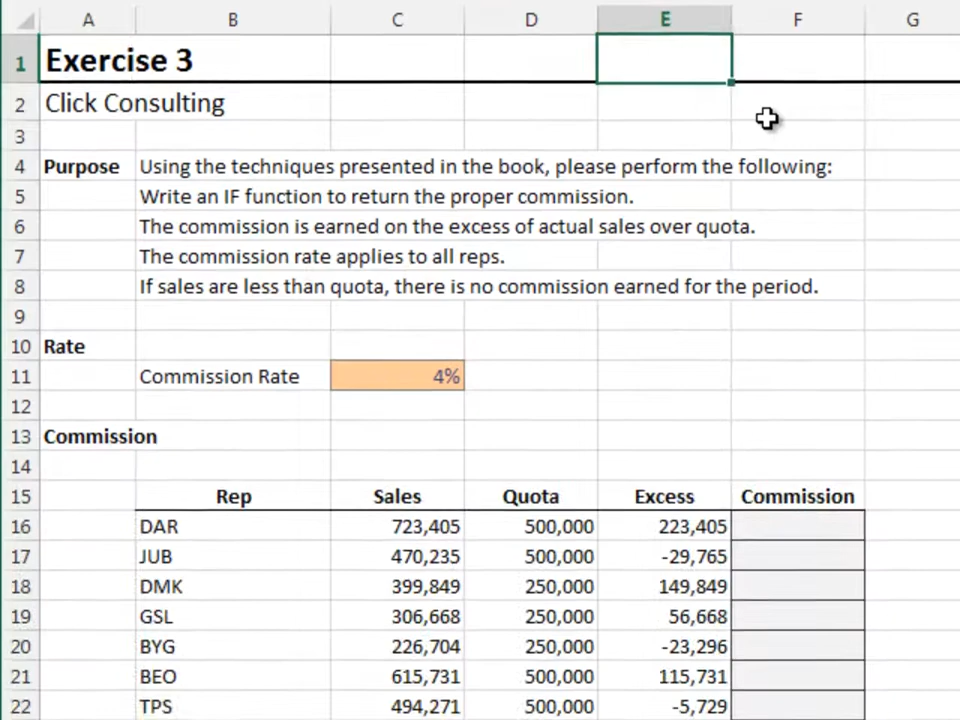 A B C D E F G
1 Exercise 3
2 Click Consulting
3
4 Purpose Using the techniques presented in the book, please perform the following:
5 Write an IF function to return the proper commission.
6 The commission is earned on the excess of actual sales over quota.
7 The commission rate applies to all reps.
8 If sales are less than quota, there is no commission earned for the period.
9
10 Rate
11 Commission Rate 4%
12
13 Commission
14
15 Rep Sales Quota Excess Commission
16 DAR 723,405 500,000 223,405
17 JUB 470,235 500,000 -29,765
18 DMK 399,849 250,000 149,849
19 GSL 306,668 250,000 56,668
20 BYG 226,704 250,000 -23,296
21 BEO 615,731 500,000 115,731
22 TPS 494,271 500,000 -5,729